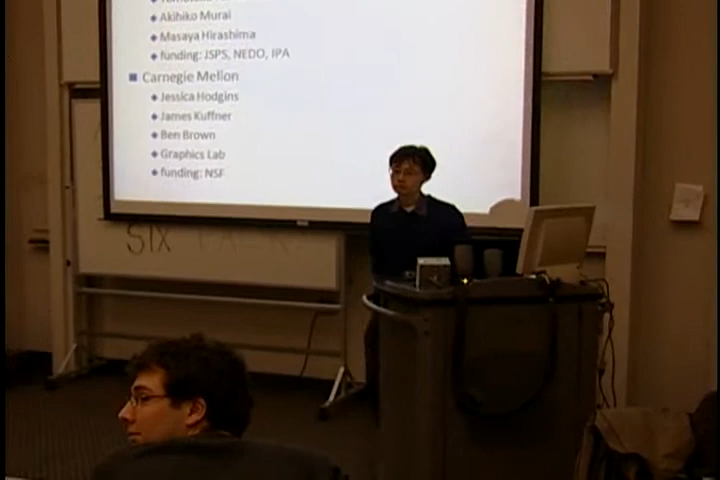 Akihiko Murai
Masaya Hirashima
funding: JSPS, NEDO, IPA
Carnegie Mellon
Jessica Hodgins
James Kuffner
Ben Brown
Graphics Lab
funding: NSF
SIX